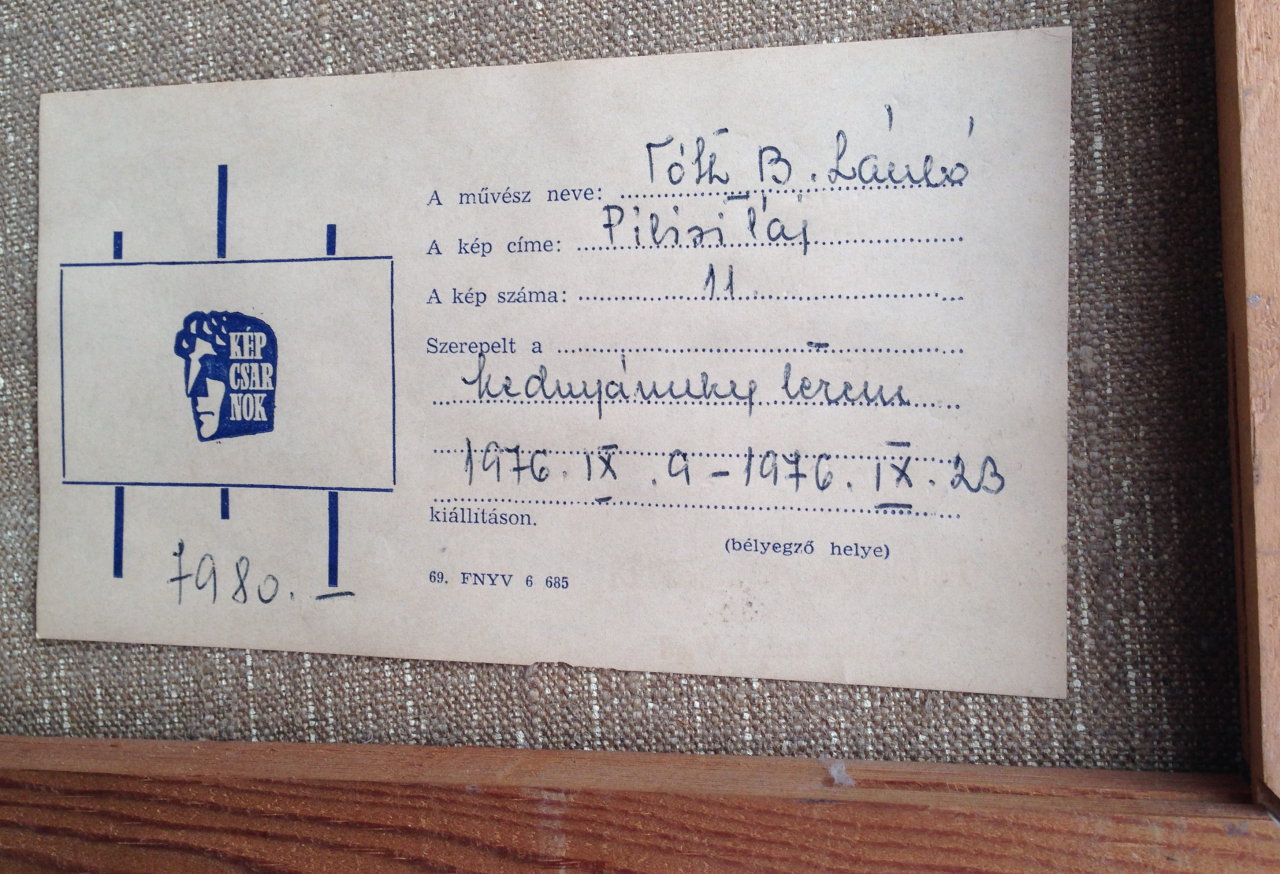 A művész neve: Tóth B. László
A kép címe: Pilisi táj
A kép száma: 11
Szerepelt a
terem
1976. IX. 9 - 1976. IX. 23
kiállításon.
(bélyegző helye)
69. FNYV 6 685
KÉP
CSAR
NOK
1980. –